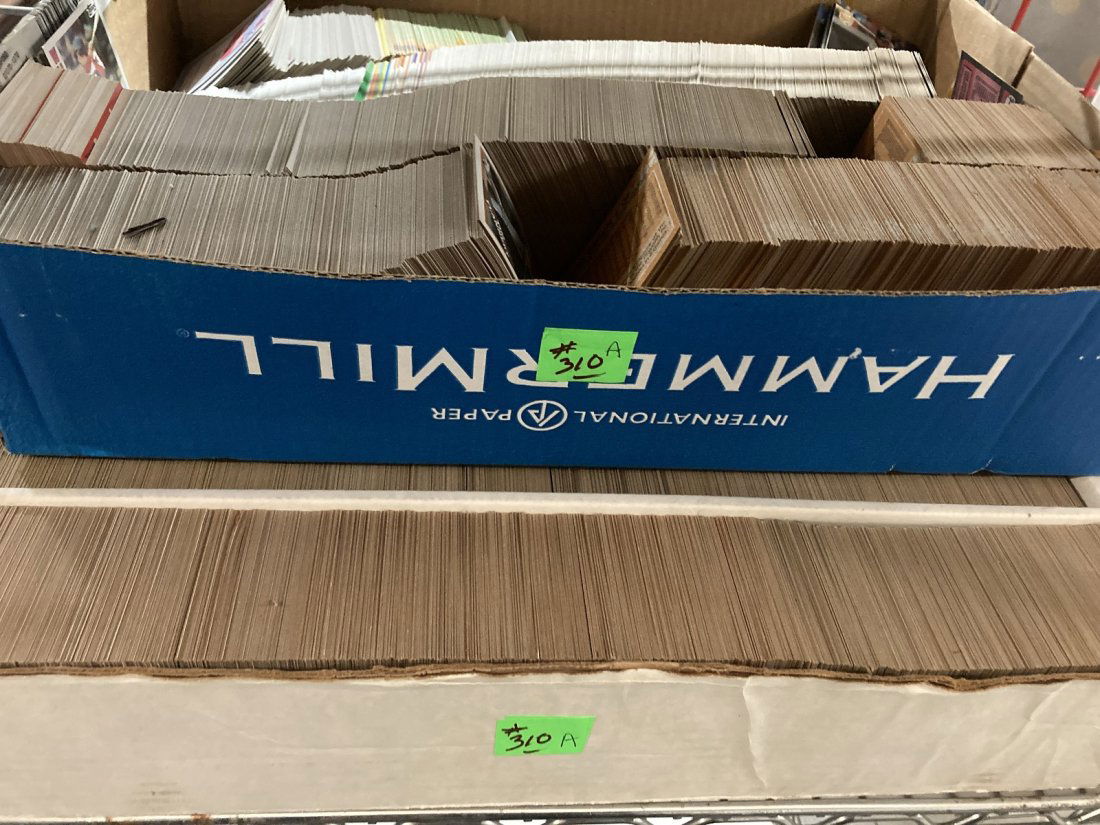 HAMMERMILL
INTERNATIONAL PAPER
#310 A
#310 A